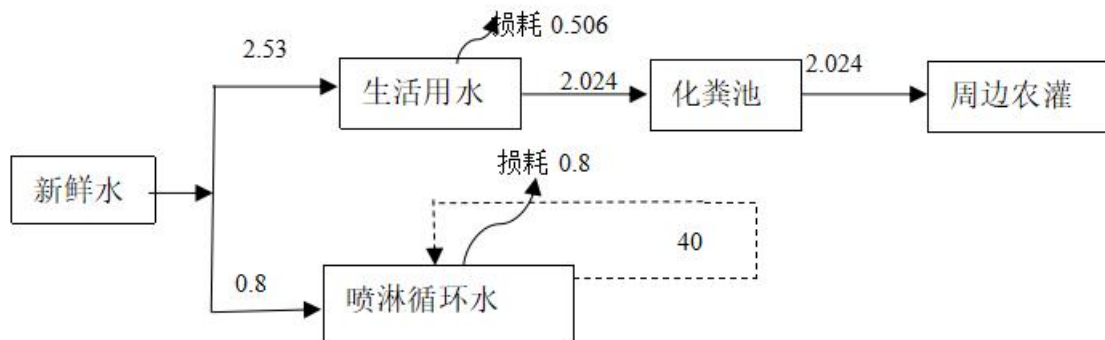 损耗 0.506
2.53
生活用水
2.024
化粪池
2.024
周边农灌
新鲜水
损耗 0.8
40
0.8
喷淋循环水